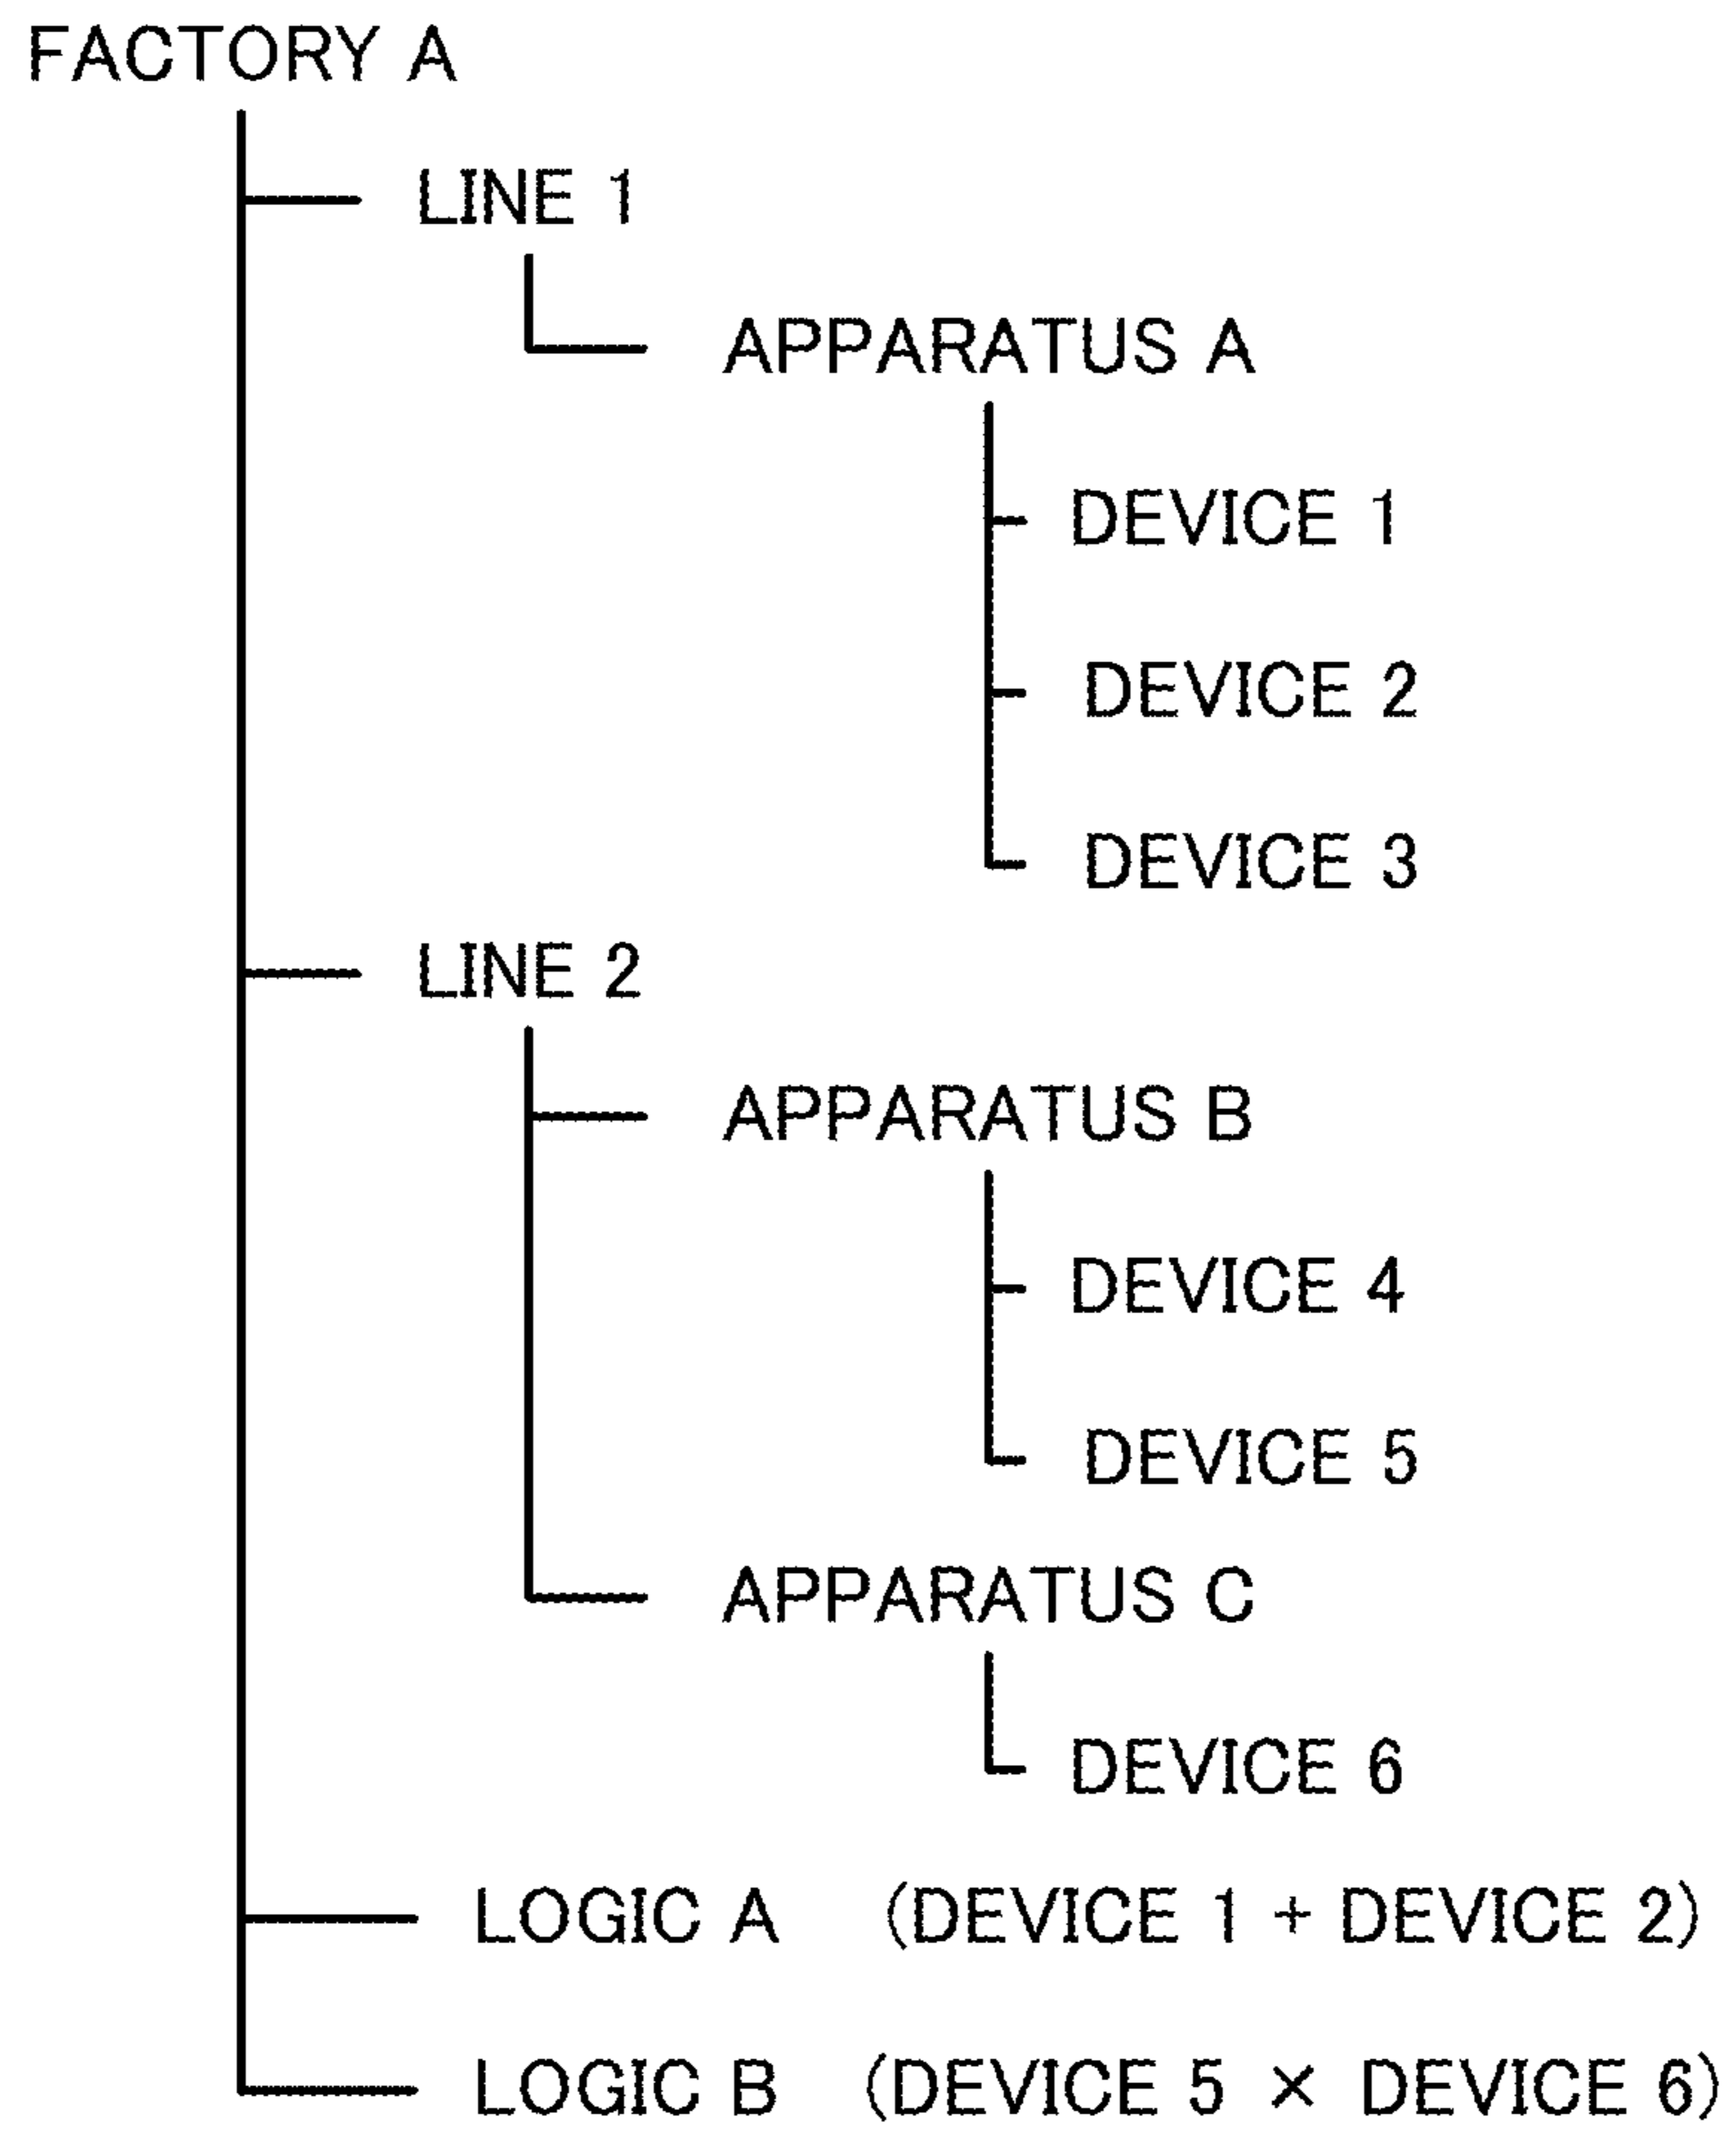 FACTORY A
LINE 1
APPARATUS A
DEVICE 1
DEVICE 2
DEVICE 3
LINE 2
APPARATUS B
DEVICE 4
DEVICE 5
APPARATUS C
DEVICE 6
LOGIC A (DEVICE 1 + DEVICE 2)
LOGIC B (DEVICE 5 × DEVICE 6)